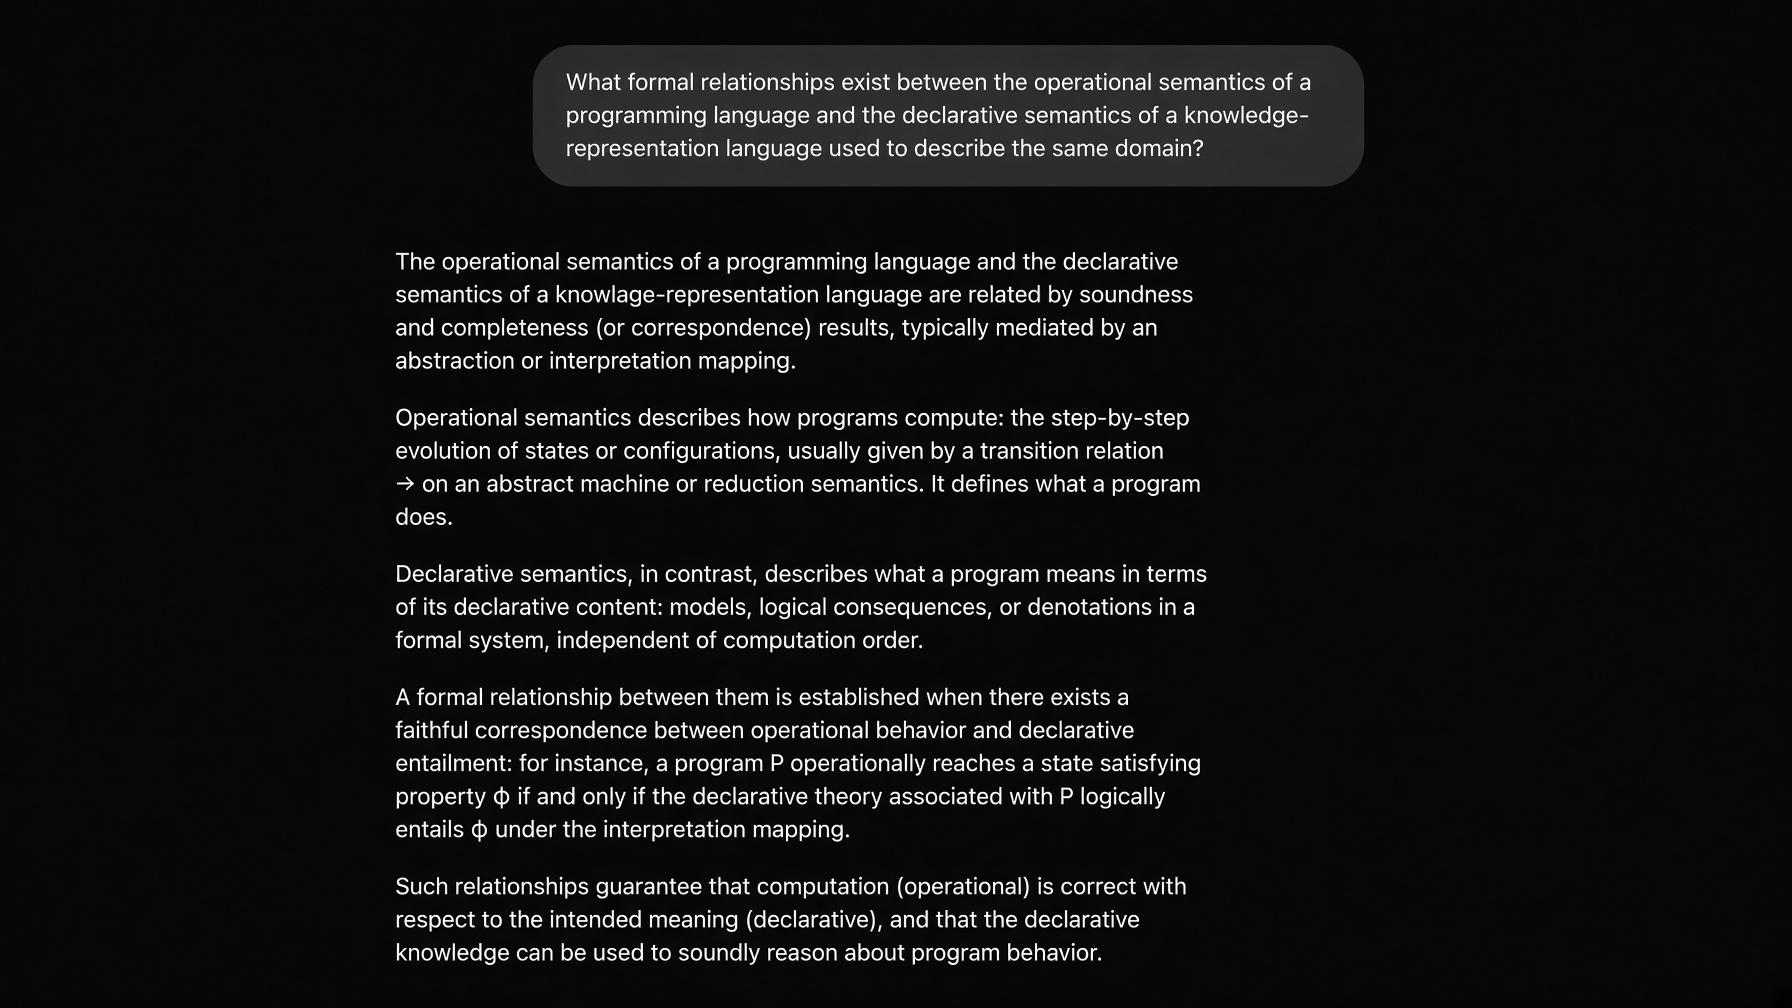 What formal relationships exist between the operational semantics of a
programming language and the declarative semantics of a knowledge-
representation language used to describe the same domain?
The operational semantics of a programming language and the declarative
semantics of a knowlage-representation language are related by soundness
and completeness (or correspondence) results, typically mediated by an
abstraction or interpretation mapping.
Operational semantics describes how programs compute: the step-by-step
evolution of states or configurations, usually given by a transition relation
→ on an abstract machine or reduction semantics. It defines what a program
does.
Declarative semantics, in contrast, describes what a program means in terms
of its declarative content: models, logical consequences, or denotations in a
formal system, independent of computation order.
A formal relationship between them is established when there exists a
faithful correspondence between operational behavior and declarative
entailment: for instance, a program P operationally reaches a state satisfying
property ϕ if and only if the declarative theory associated with P logically
entails ϕ under the interpretation mapping.
Such relationships guarantee that computation (operational) is correct with
respect to the intended meaning (declarative), and that the declarative
knowledge can be used to soundly reason about program behavior.